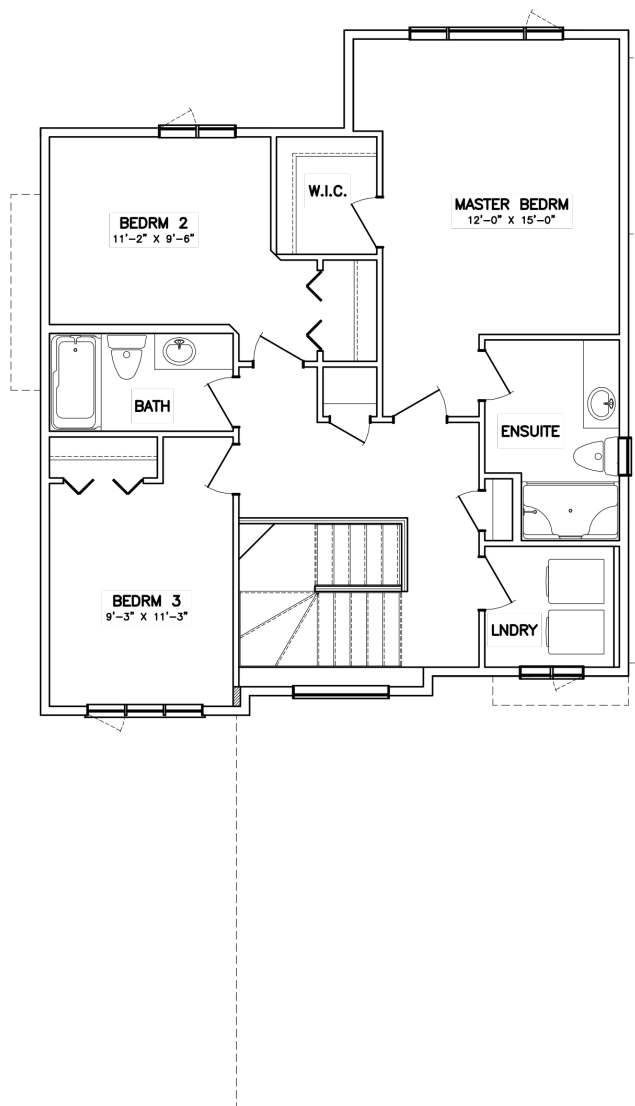 W.I.C.
MASTER BEDRM
12'-0" X 15'-0"
BEDRM 2
11'-2" X 9'-6"
BATH
ENSUITE
BEDRM 3
9'-3" X 11'-3"
LNDRY